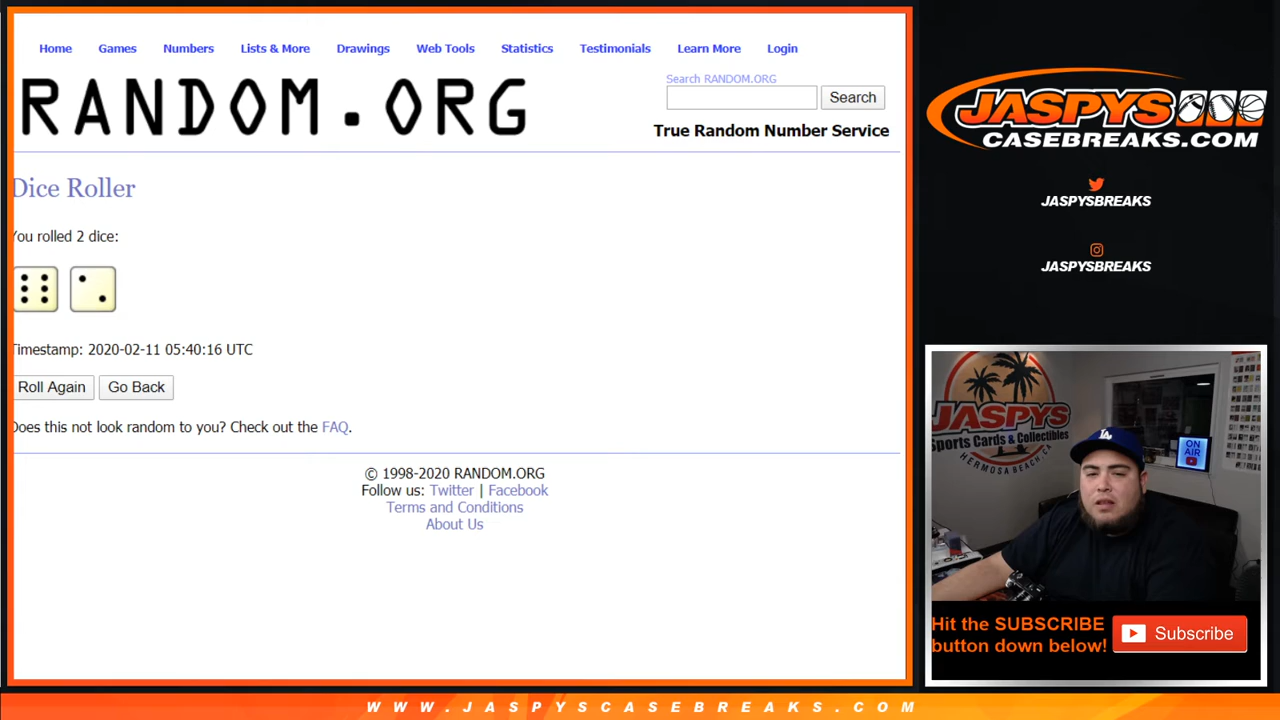 Home Games Numbers Lists & More Drawings Web Tools Statistics Testimonials Learn More Login
RANDOM.ORG
Search RANDOM.ORG
Search
True Random Number Service
Dice Roller
You rolled 2 dice:
Timestamp: 2020-02-11 05:40:16 UTC
Roll Again Go Back
Does this not look random to you? Check out the FAQ.
© 1998-2020 RANDOM.ORG
Follow us: Twitter | Facebook
Terms and Conditions
About Us
JASPYS
CASEBREAKS.COM
JASPYSBREAKS
JASPYSBREAKS
JASPYS
Sports Cards & Collectibles
HERMOSA BEACH, CA
LA
ON
AIR
Hit the SUBSCRIBE
button down below!
Subscribe
WWW.JASPYSCASEBREAKS.COM